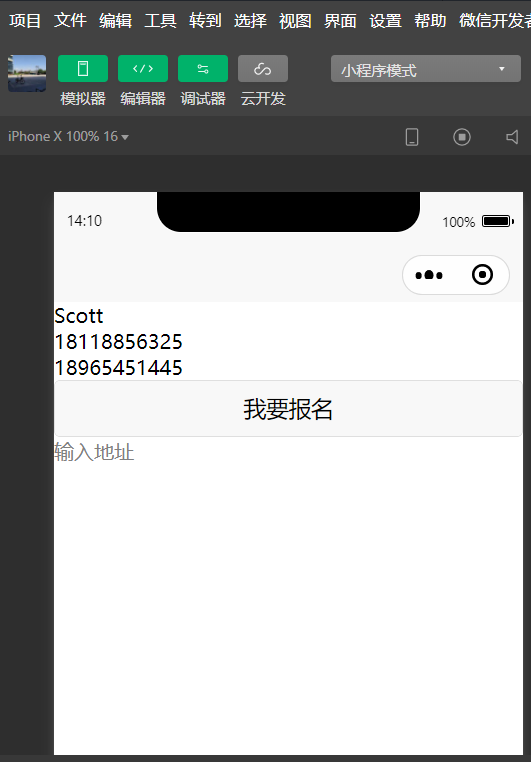 项目 文件 编辑 工具 转到 选择 视图 界面 设置 帮助 微信开发
模拟器 编辑器 调试器 云开发 小程序模式
iPhone X 100% 16
14:10 100%
Scott
18118856325
18965451445
我要报名
输入地址